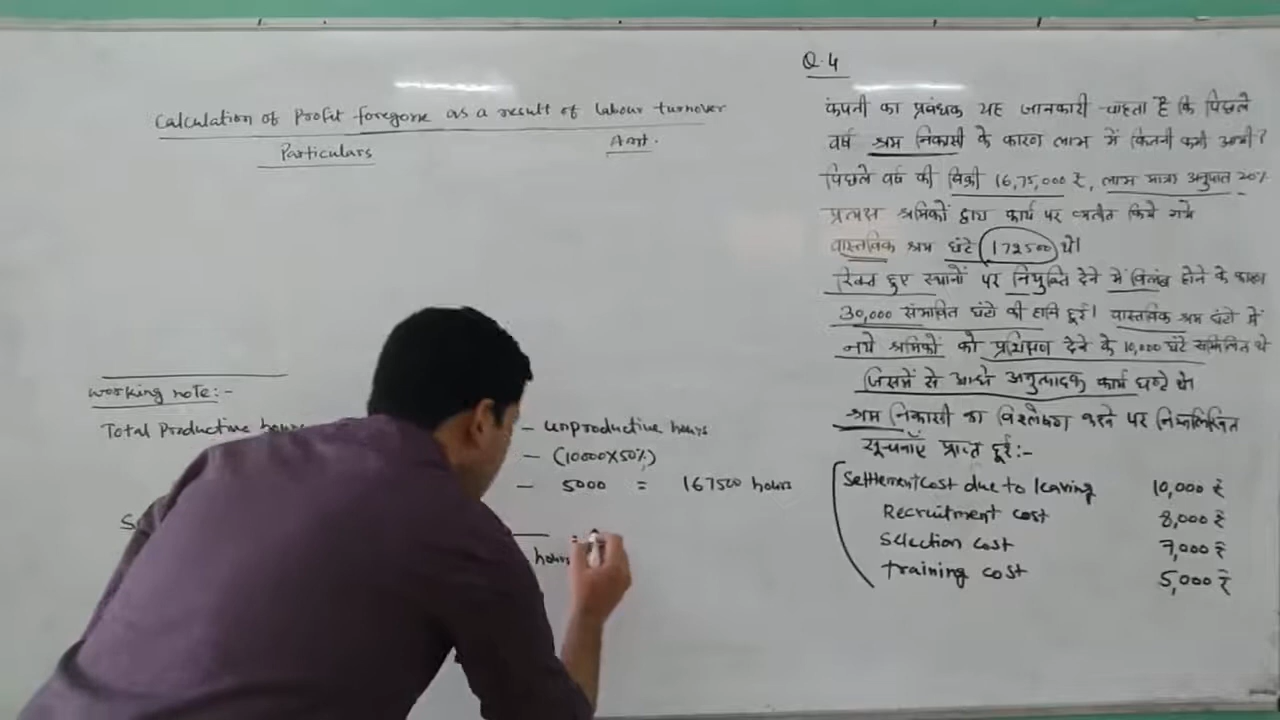 Calculation of Profit foregone as a result of labour turnover
Particulars
Amt.
working note:-
Total Productive hours
- unproductive hours
- (10000×50%)
- 5000 = 167500 hours
=
hours
Q.4
कंपनी का प्रबंधक यह जानकारी चाहता है कि पिछले
वर्ष श्रम निकासी के कारण लाभ में कितनी कमी आयी?
पिछले वर्ष की बिक्री 16,75,000 ₹, लाभ मात्रा अनुपात 20%
प्रत्यक्ष श्रमिकों द्वारा कार्य पर व्यतीत किये गये
वास्तविक श्रम घंटे 172500 थे।
रिक्त हुए स्थानों पर नियुक्ति देने में विलंब होने के कारण
30,000 संभावित घंटो की हानि हुई। वास्तविक श्रम घंटो में
नये श्रमिकों को प्रशिक्षण देने के 10,000 घंटे सम्मिलित थे
जिसमें से आधे अनुत्पादक कार्य घण्टे थे।
श्रम निकासी का विश्लेषण करने पर निम्नलिखित
सूचनाएँ प्राप्त हुई:-
Settlement cost due to leaving 10,000 ₹
Recruitment cost 8,000 ₹
Selection cost 7,000 ₹
training cost 5,000 ₹